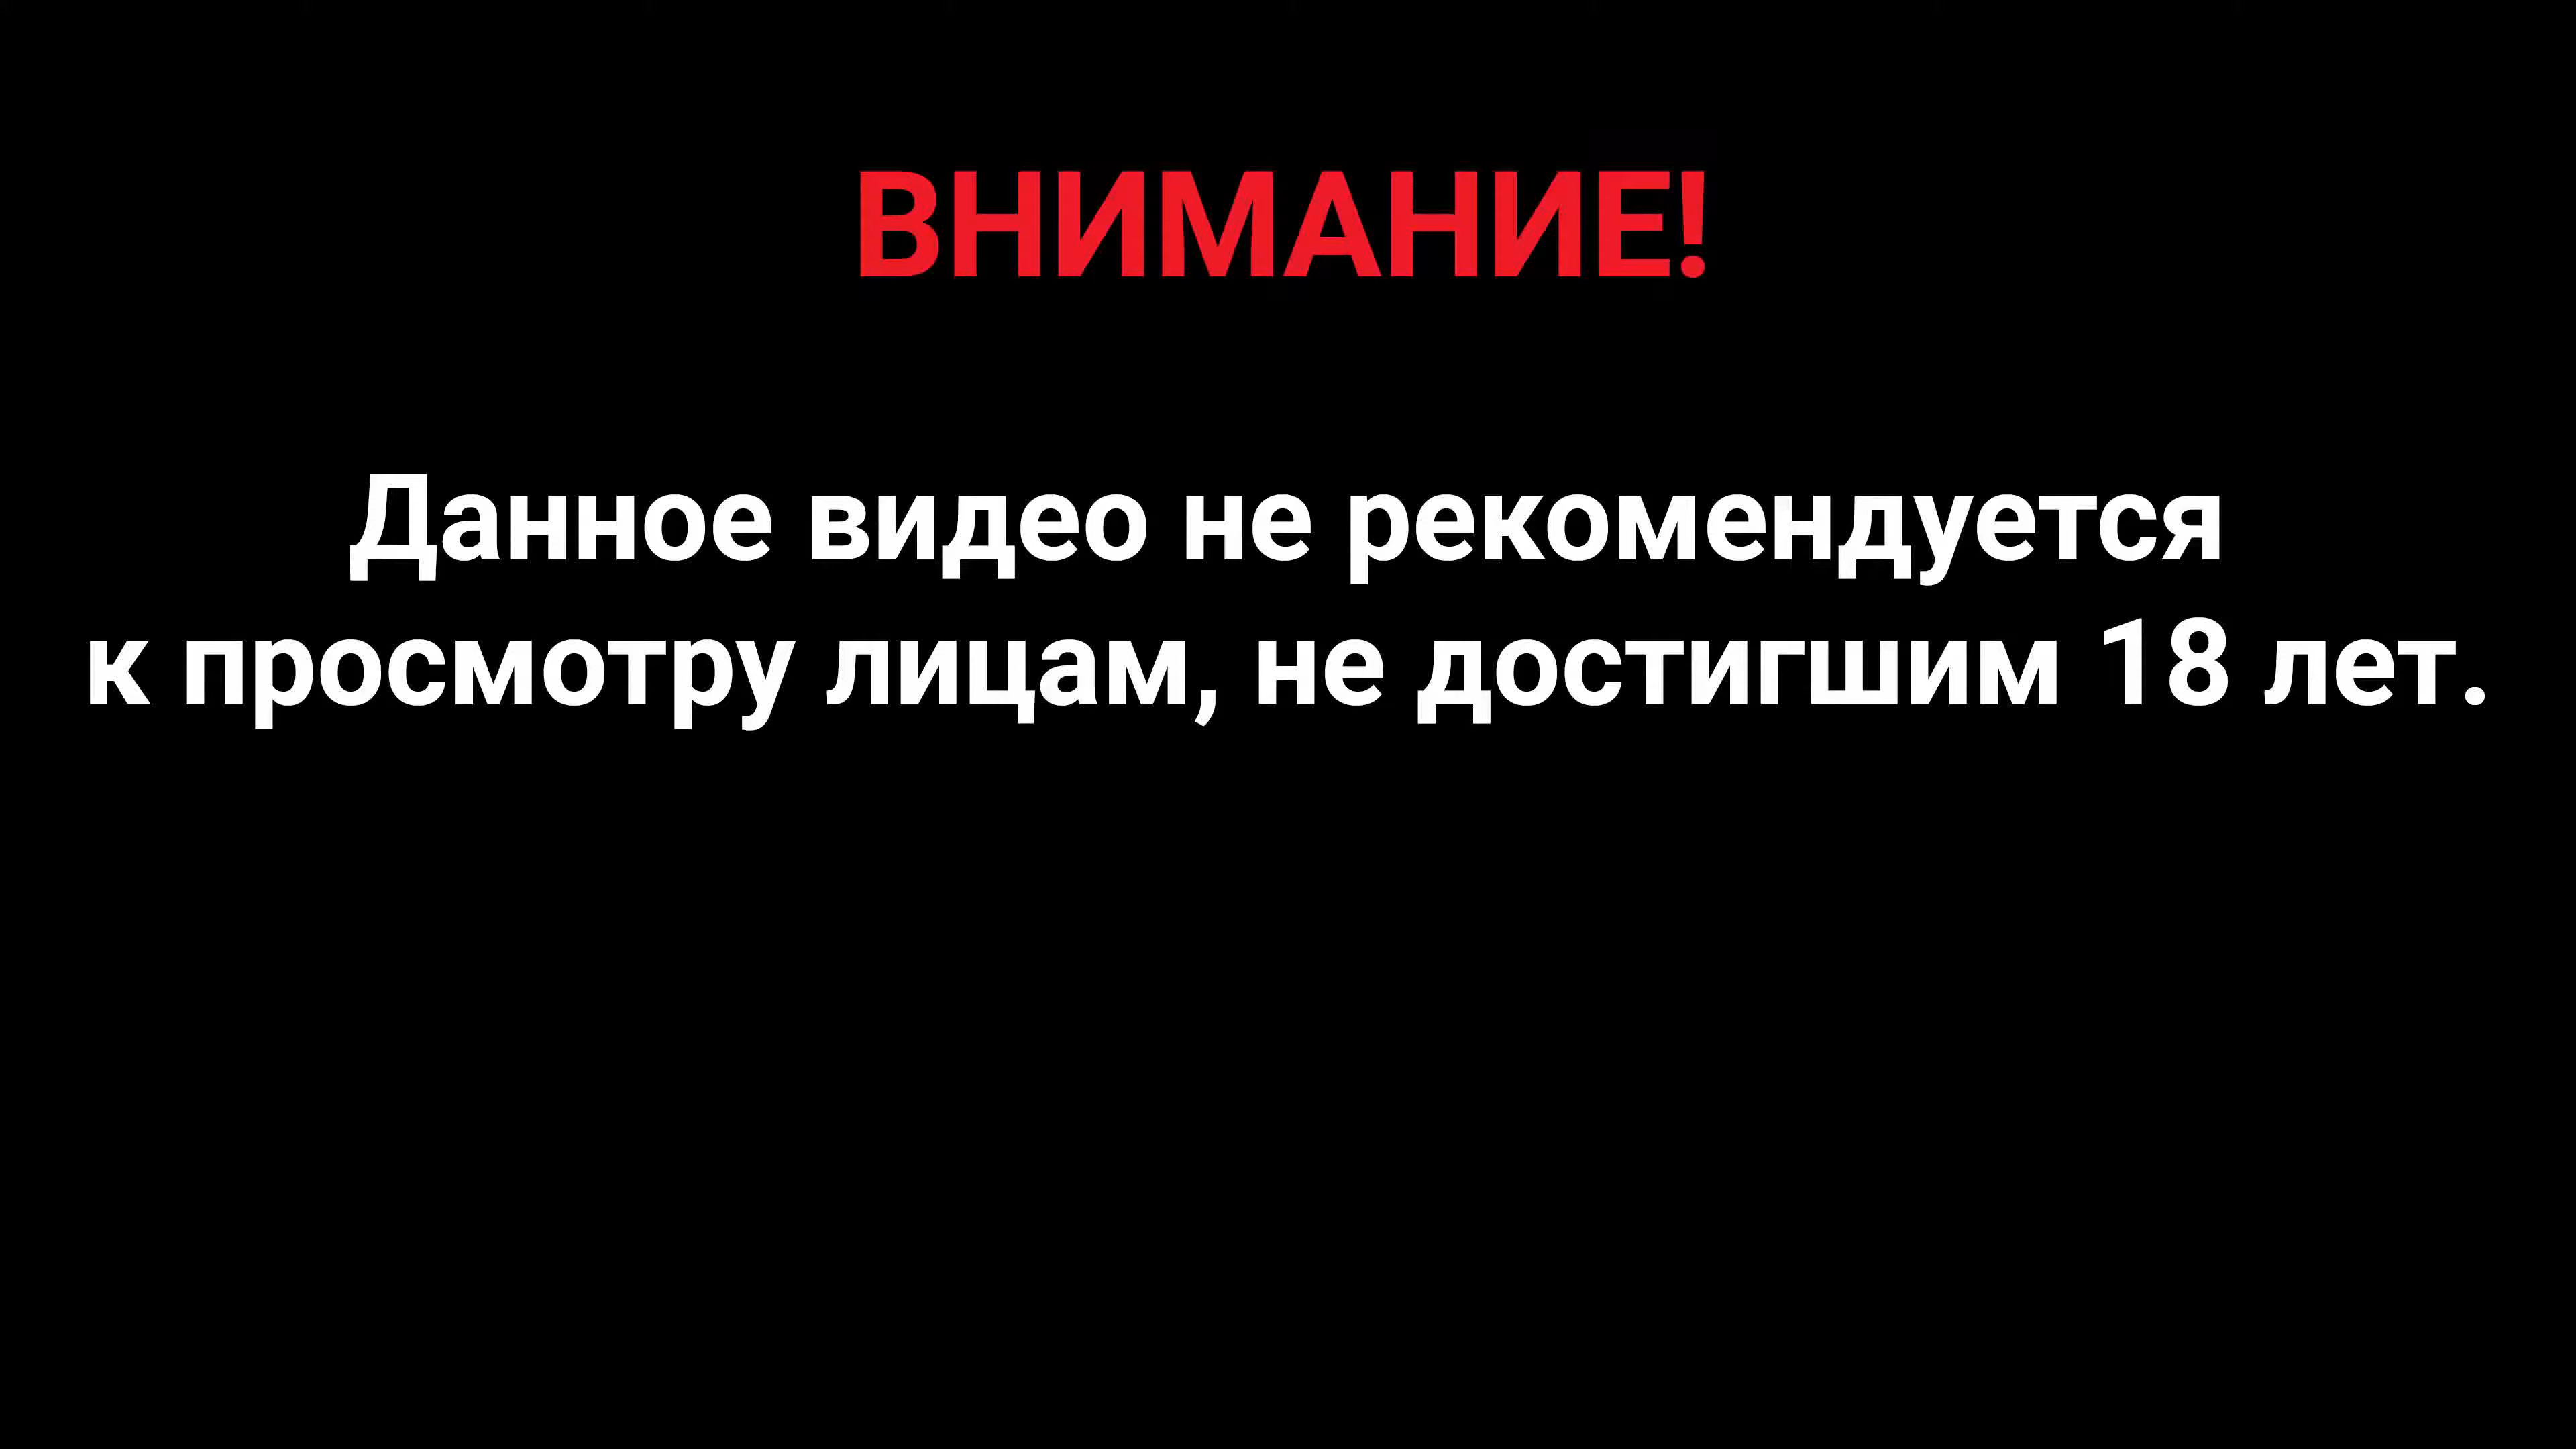 ВНИМАНИЕ!
Данное видео не рекомендуется
к просмотру лицам, не достигшим 18 лет.